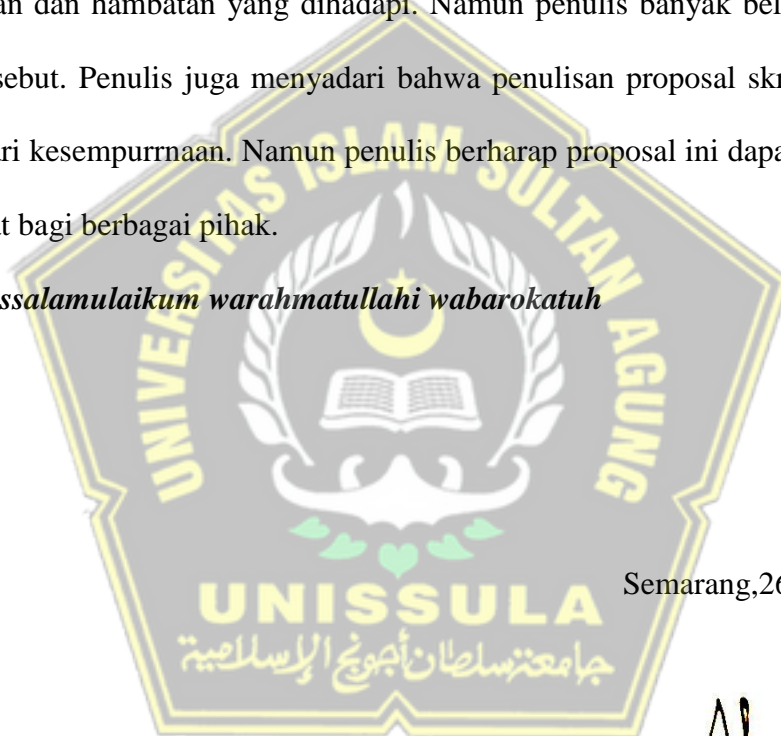 an dan hambatan yang dihadapi. Namun penulis banyak bel
sebut. Penulis juga menyadari bahwa penulisan proposal sk
ri kesempurrnaan. Namun penulis berharap proposal ini dapa
at bagi berbagai pihak.
ssalamulaikum warahmatullahi wabarokatuh
UNIVERSITAS ISLAM SULTAN AGUNG
Semarang,26
UNISSULA
جامعة سلطان أجونج الإسلامية